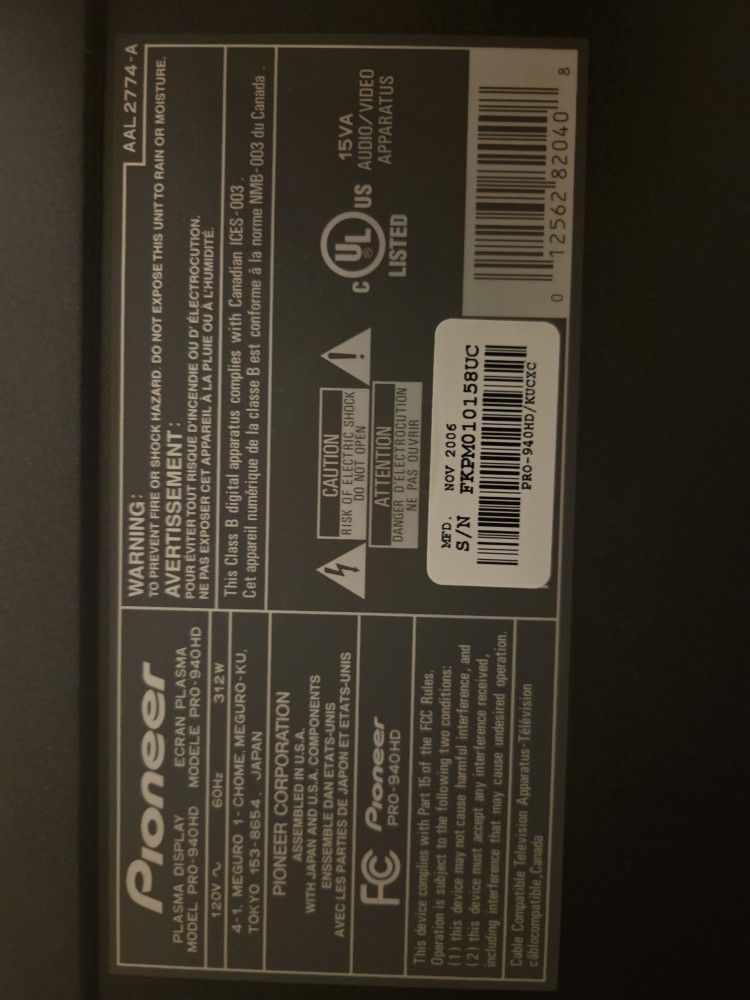 Pioneer
PLASMA DISPLAY ECRAN PLASMA
MODEL PRO-940HD MODELE PRO-940HD
120V ∿ 60Hz 312W
4-1, MEGURO 1- CHOME, MEGURO-KU,
TOKYO 153-8654, JAPAN
PIONEER CORPORATION
ASSEMBLED IN U.S.A.
WITH JAPAN AND U.S.A. COMPONENTS
ENSSEMBLE DAN ETATS-UNIS
AVEC LES PARTIES DE JAPON ET ETATS-UNIS
FC Pioneer
PRO-940HD
This device complies with Part 15 of the FCC Rules.
Operation is subject to the following two conditions:
(1) this device may not cause harmful interference, and
(2) this device must accept any interference received,
including interference that may cause undesired operation.
Cable Compatible Television Apparatus-Télévision
câblocompatible, Canada
AAL 2774-A
WARNING:
TO PREVENT FIRE OR SHOCK HAZARD. DO NOT EXPOSE THIS UNIT TO RAIN OR MOISTURE.
AVERTISSEMENT:
POUR ÉVITER TOUT RISQUE D'INCENDIE OU D'ÉLECTROCUTION.
NE PAS EXPOSER CET APPAREIL À LA PLUIE OU À L'HUMIDITÉ.
This Class B digital apparatus complies with Canadian ICES-003.
Cet appareil numérique de la classe B est conforme à la norme NMB-003 du Canada.
CAUTION
RISK OF ELECTRIC SHOCK
DO NOT OPEN
ATTENTION
DANGER D'ÉLECTROCUTION
NE PAS OUVRIR
C UL ® US
LISTED
15VA
AUDIO/VIDEO
APPARATUS
MFD. NOV 2006
S/N FKPM010158UC
PRO-940HD/KUCXC
0 12562 82040 8